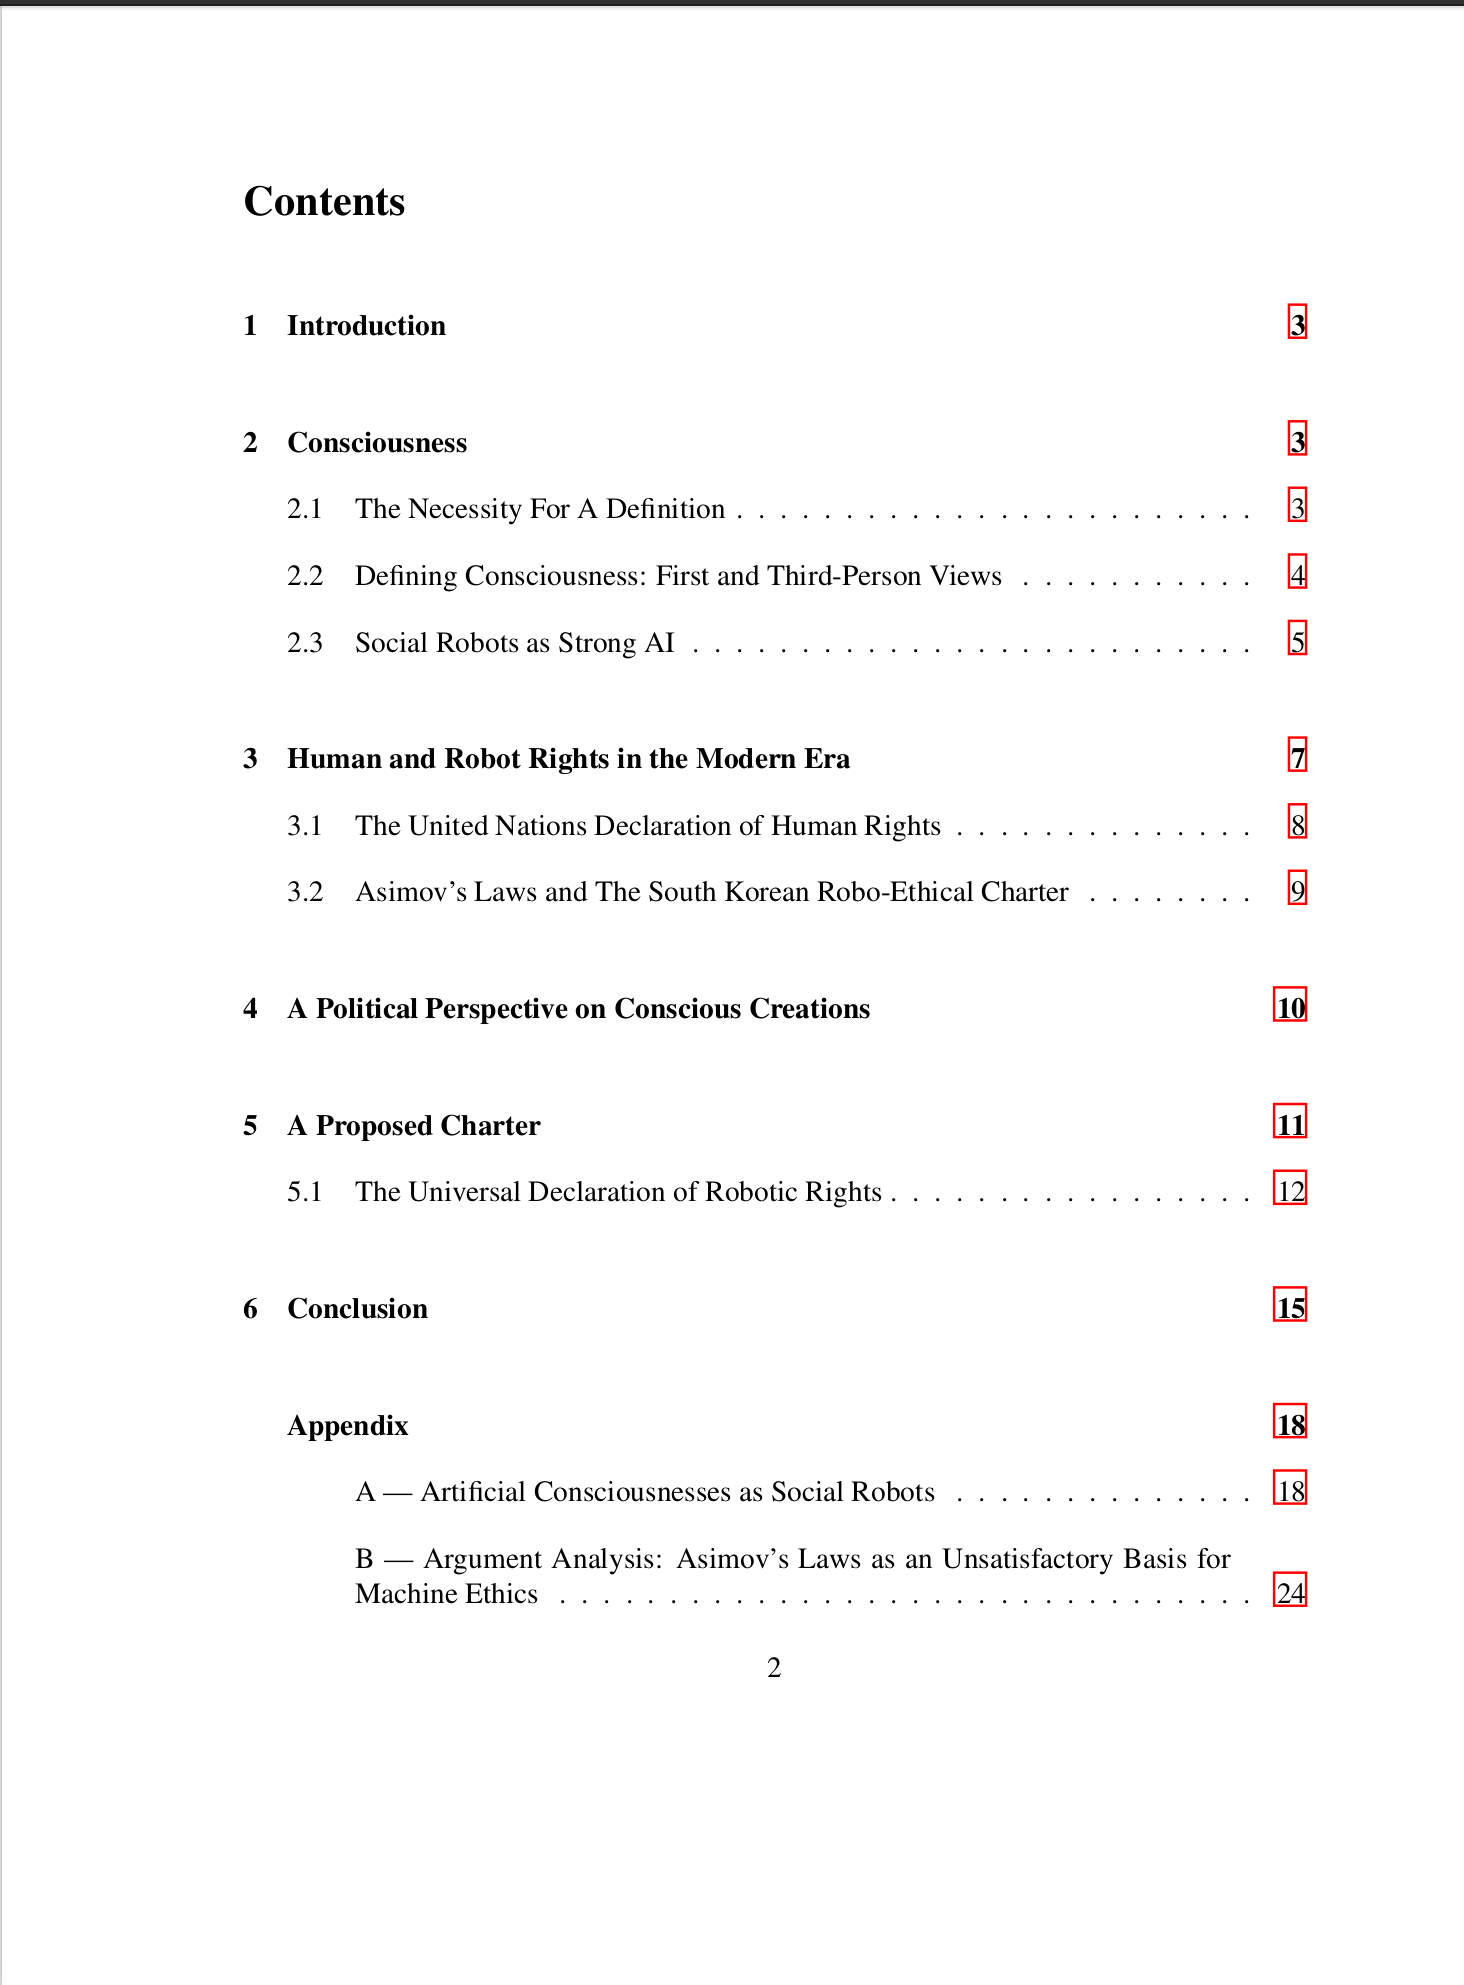 Contents
1 Introduction 3
2 Consciousness 3
2.1 The Necessity For A Definition . . . . . . . . . . . . . . . . . . . . . . . . 3
2.2 Defining Consciousness: First and Third-Person Views . . . . . . . . . . . 4
2.3 Social Robots as Strong AI . . . . . . . . . . . . . . . . . . . . . . . . . . 5
3 Human and Robot Rights in the Modern Era 7
3.1 The United Nations Declaration of Human Rights . . . . . . . . . . . . . . 8
3.2 Asimov’s Laws and The South Korean Robo-Ethical Charter . . . . . . . . 9
4 A Political Perspective on Conscious Creations 10
5 A Proposed Charter 11
5.1 The Universal Declaration of Robotic Rights . . . . . . . . . . . . . . . . . 12
6 Conclusion 15
Appendix 18
A — Artificial Consciousnesses as Social Robots . . . . . . . . . . . . . . 18
B — Argument Analysis: Asimov’s Laws as an Unsatisfactory Basis for
Machine Ethics . . . . . . . . . . . . . . . . . . . . . . . . . . . . . . . . 24
2